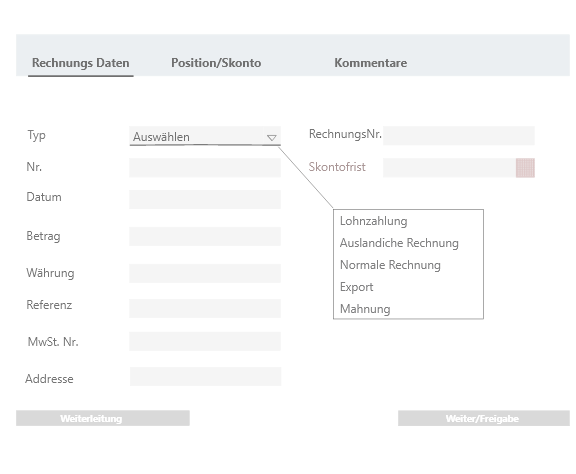 Rechnungs Daten Position/Skonto Kommentare
Typ Auswählen RechnungsNr.
Nr. Skontofrist
Datum
Lohnzahlung
Betrag Auslandiche Rechnung
Normale Rechnung
Währung
Export
Referenz Mahnung
MwSt. Nr.
Addresse
Weiterleitung Weiter/Freigabe